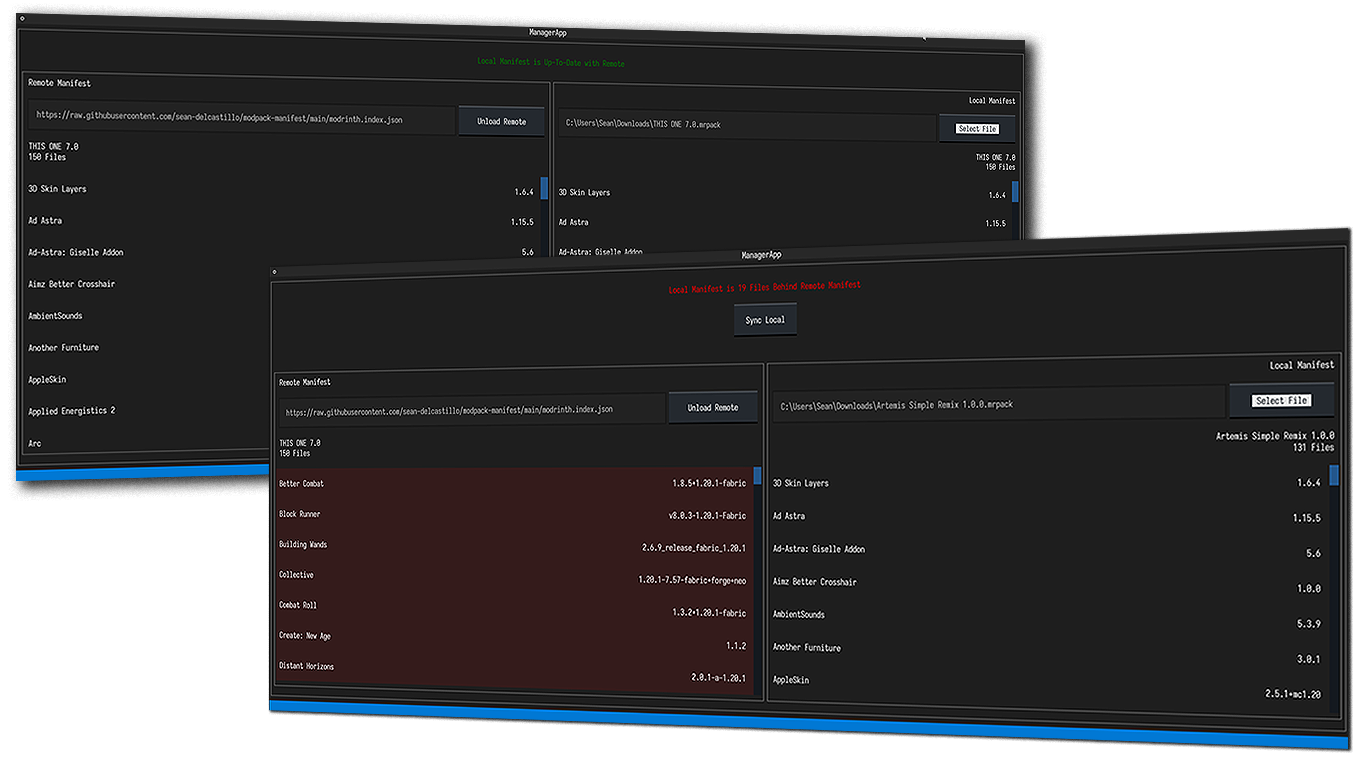 ManagerApp
Local Manifest is Up-To-Date with Remote
Remote Manifest
https://raw.githubusercontent.com/sean-delcastillo/modpack-manifest/main/modrinth.index.json
Unload Remote
THIS ONE 7.0
150 Files
3D Skin Layers 1.6.4
Ad Astra 1.15.5
Ad-Astra: Giselle Addon 5.6
Aimz Better Crosshair
AmbientSounds
Another Furniture
AppleSkin
Applied Energistics 2
Arc
Local Manifest
C:\Users\Sean\Downloads\THIS ONE 7.0.mrpack
Select File
THIS ONE 7.0
150 Files
3D Skin Layers 1.6.4
Ad Astra 1.15.5
Ad-Astra: Giselle Addon
ManagerApp
Local Manifest is 19 Files Behind Remote Manifest
Sync Local
Remote Manifest
https://raw.githubusercontent.com/sean-delcastillo/modpack-manifest/main/modrinth.index.json
Unload Remote
THIS ONE 7.0
150 Files
Better Combat 1.8.5+1.20.1-fabric
Block Runner v8.0.3-1.20.1-Fabric
Building Wands 2.6.9_release_fabric_1.20.1
Collective 1.20.1-7.57-fabric+forge+neo
Combat Roll 1.3.2+1.20.1-fabric
Create: New Age 1.1.2
Distant Horizons 2.0.1-a-1.20.1
Local Manifest
C:\Users\Sean\Downloads\Artemis Simple Remix 1.0.0.mrpack
Select File
Artemis Simple Remix 1.0.0
131 Files
3D Skin Layers 1.6.4
Ad Astra 1.15.5
Ad-Astra: Giselle Addon 5.6
Aimz Better Crosshair 1.0.0
AmbientSounds 5.3.9
Another Furniture 3.0.1
AppleSkin 2.5.1+mc1.20